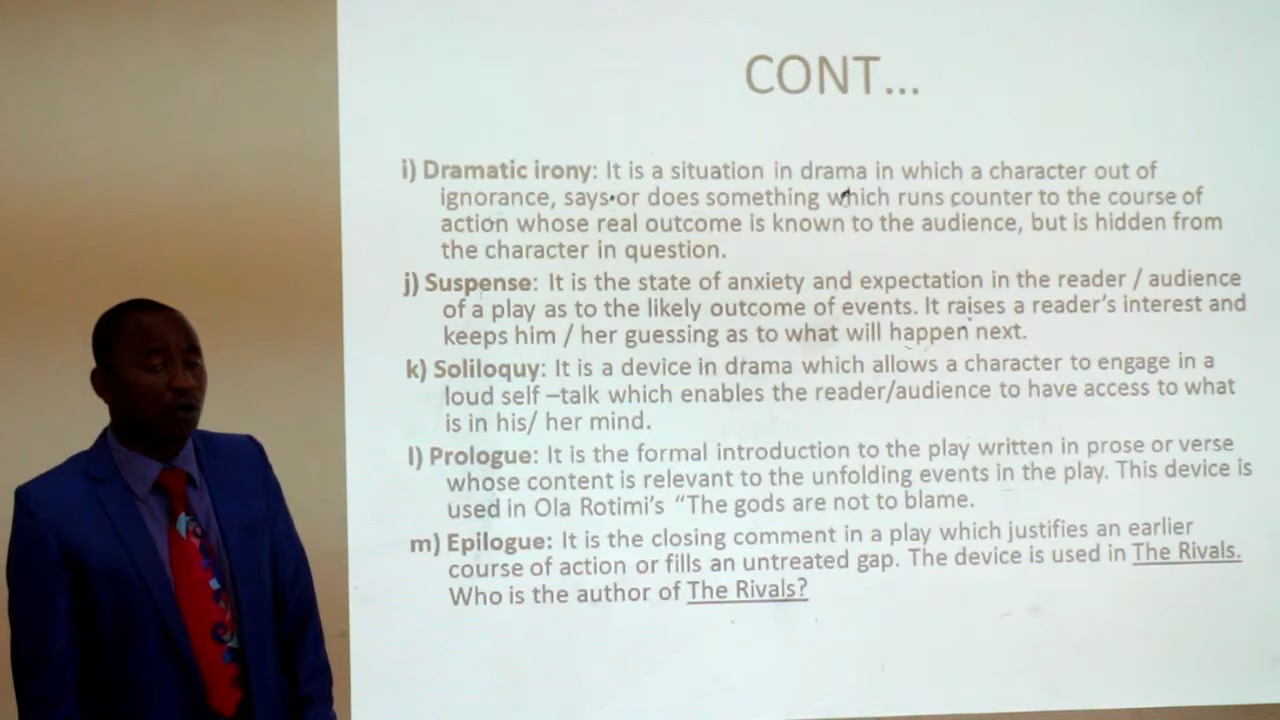 CONT...
i) Dramatic irony: It is a situation in drama in which a character out of
ignorance, says or does something which runs counter to the course of
action whose real outcome is known to the audience, but is hidden from
the character in question.
j) Suspense: It is the state of anxiety and expectation in the reader / audience
of a play as to the likely outcome of events. It raises a reader's interest and
keeps him / her guessing as to what will happen next.
k) Soliloquy: It is a device in drama which allows a character to engage in a
loud self –talk which enables the reader/audience to have access to what
is in his/ her mind.
l) Prologue: It is the formal introduction to the play written in prose or verse
whose content is relevant to the unfolding events in the play. This device is
used in Ola Rotimi's "The gods are not to blame.
m) Epilogue: It is the closing comment in a play which justifies an earlier
course of action or fills an untreated gap. The device is used in The Rivals.
Who is the author of The Rivals?